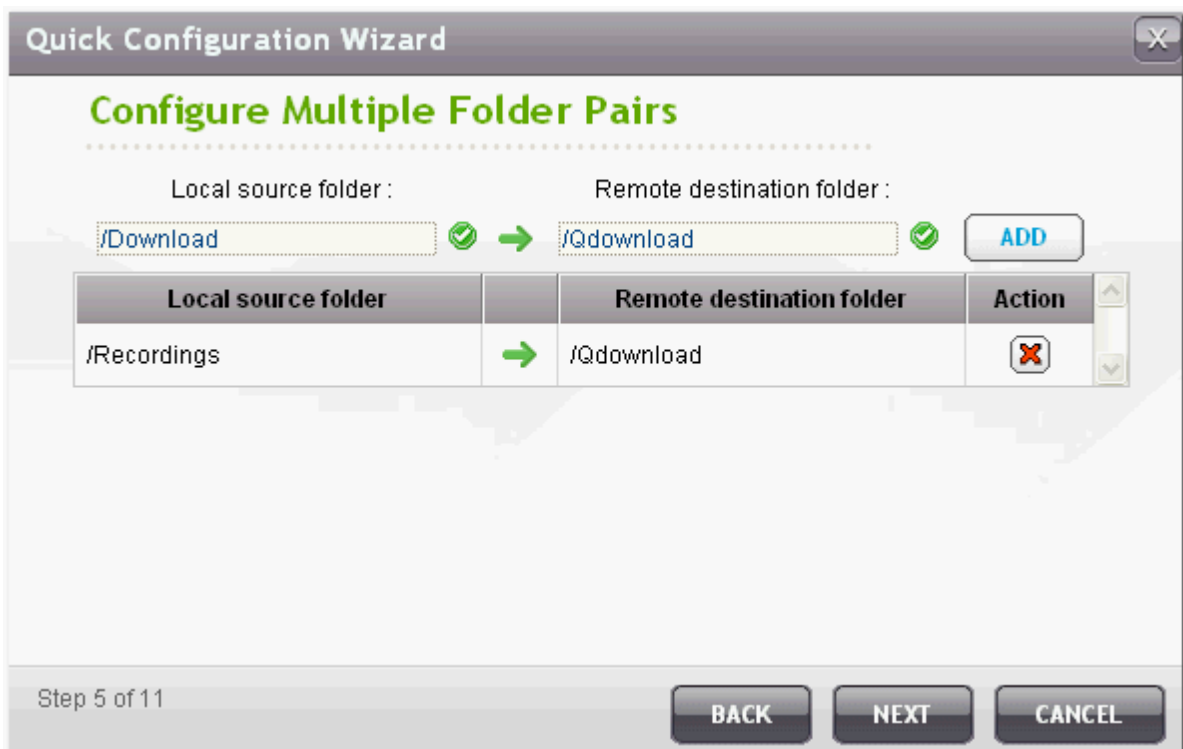 Quick Configuration Wizard
Configure Multiple Folder Pairs
Local source folder : Remote destination folder :
/Download /Qdownload ADD
Local source folder Remote destination folder Action
/Recordings /Qdownload
Step 5 of 11 BACK NEXT CANCEL